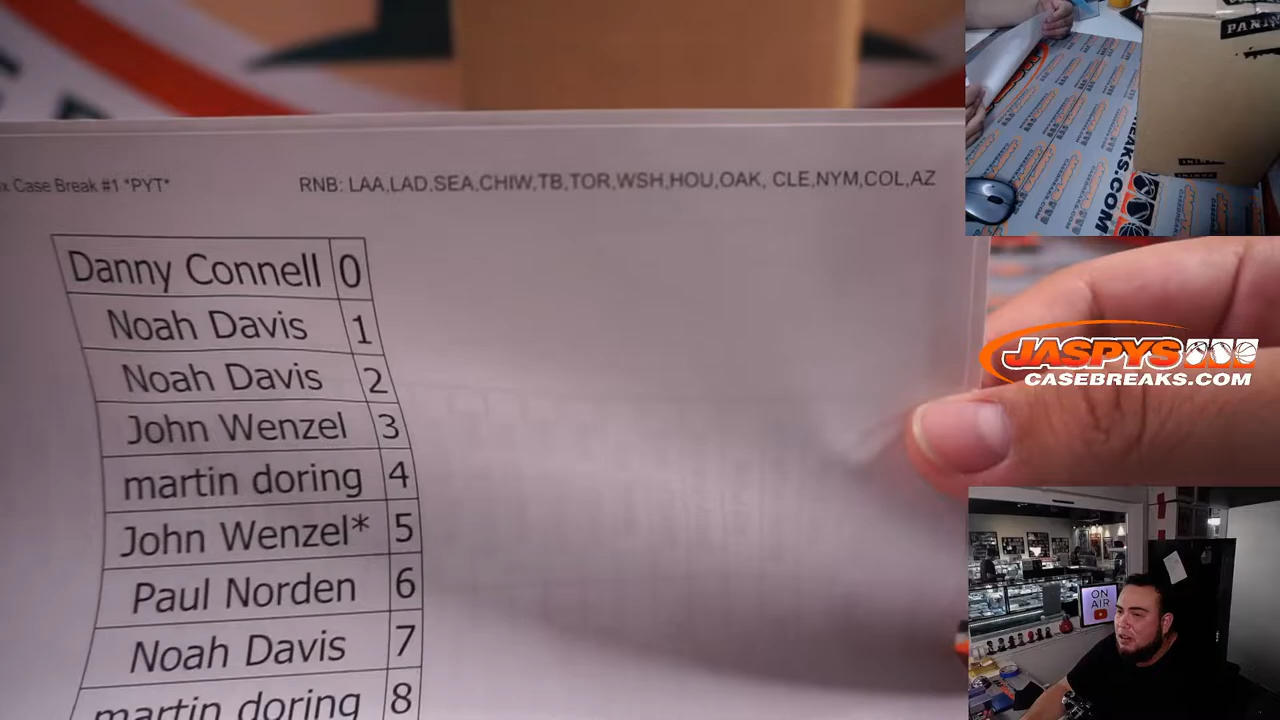 x Case Break #1 *PYT*
RNB: LAA,LAD,SEA,CHIW,TB,TOR,WSH,HOU,OAK, CLE,NYM,COL,AZ
Danny Connell 0
Noah Davis 1
Noah Davis 2
John Wenzel 3
martin doring 4
John Wenzel* 5
Paul Norden 6
Noah Davis 7
martin doring 8
JASPYS
CASEBREAKS.COM
ON
AIR